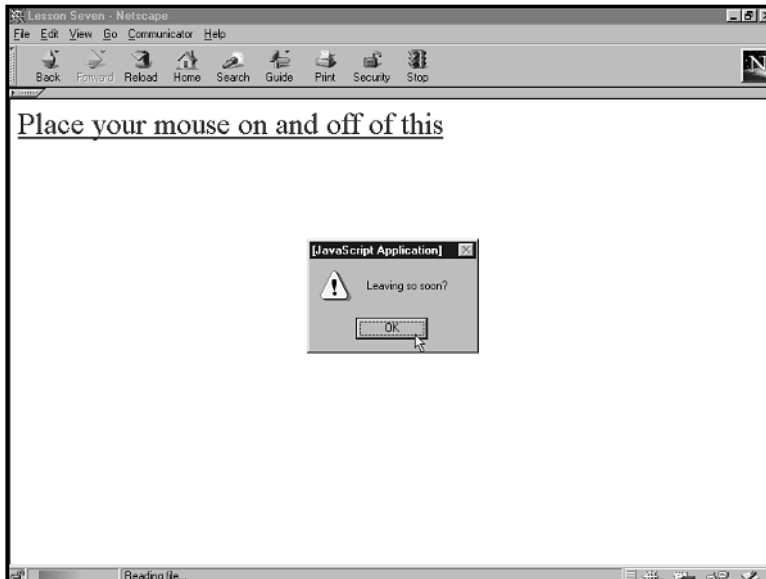 Lesson Seven - Netscape
File Edit View Go Communicator Help
Back Forward Reload Home Search Guide Print Security Stop
N
Place your mouse on and off of this
[JavaScript Application]
Leaving so soon?
OK
Reading file...